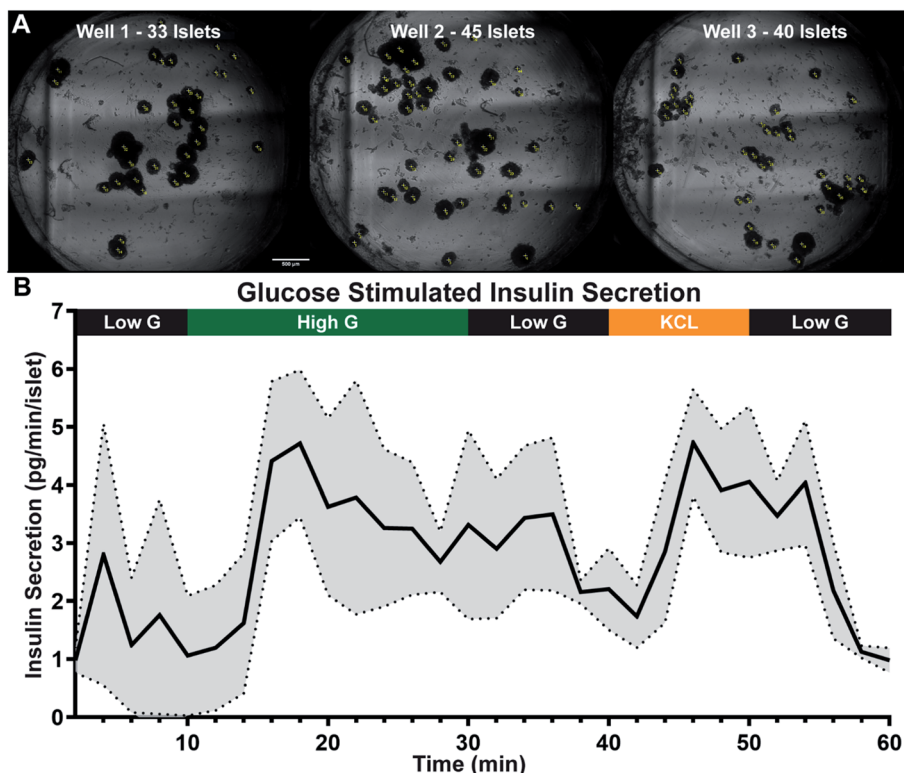 A
Well 1 - 33 Islets
Well 2 - 45 Islets
Well 3 - 40 Islets
500 µm
B
Glucose Stimulated Insulin Secretion
Low G
High G
Low G
KCL
Low G
Insulin Secretion (pg/min/islet)
7
6
5
4
3
2
1
0
10
20
30
40
50
60
Time (min)